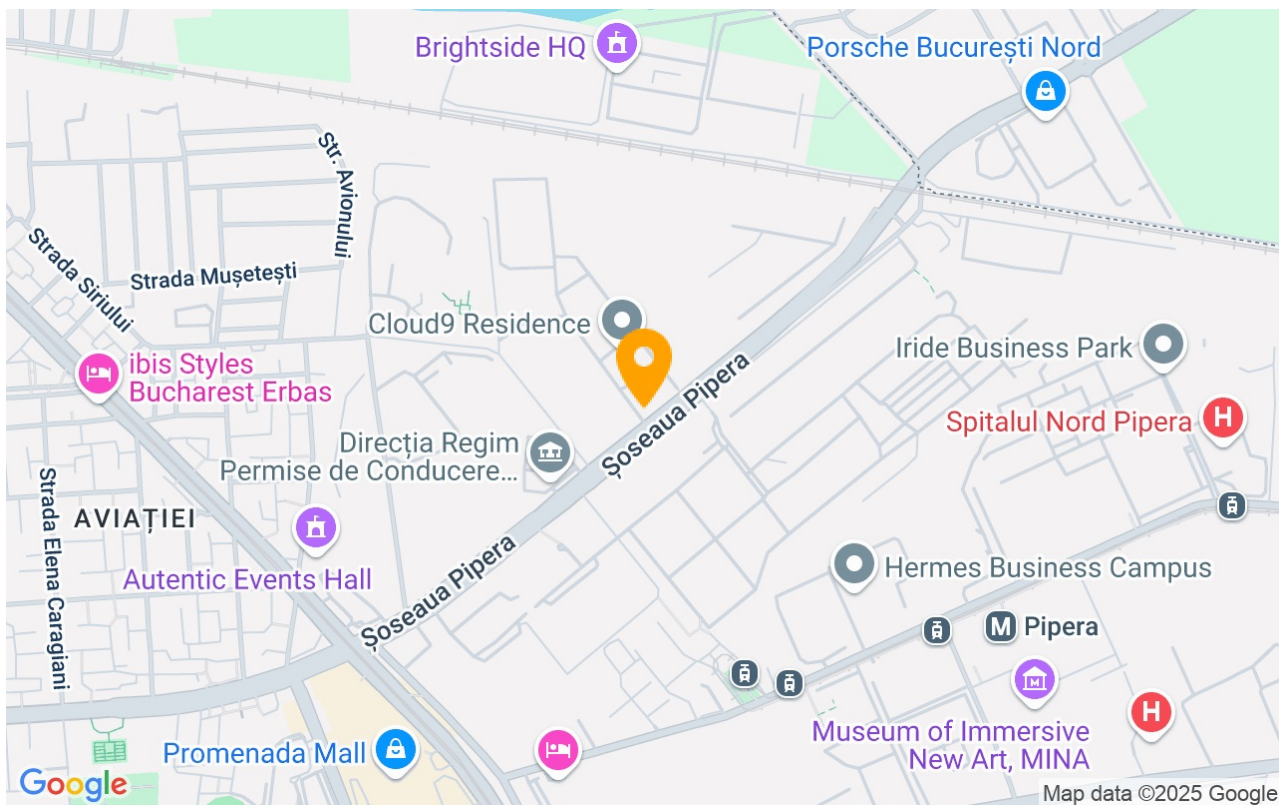 Brightside HQ
Porsche București Nord
Str. Avionului
Strada Siriului
Strada Mușetești
Cloud9 Residence
Iride Business Park
ibis Styles
Bucharest Erbas
Șoseaua Pipera
Spitalul Nord Pipera
H
Direcția Regim
Permise de Conducere...
Strada Elena Caragiani
AVIAȚIEI
Autentic Events Hall
Șoseaua Pipera
Hermes Business Campus
M Pipera
M
Museum of Immersive
New Art, MINA
H
Promenada Mall
Google
Map data ©2025 Google